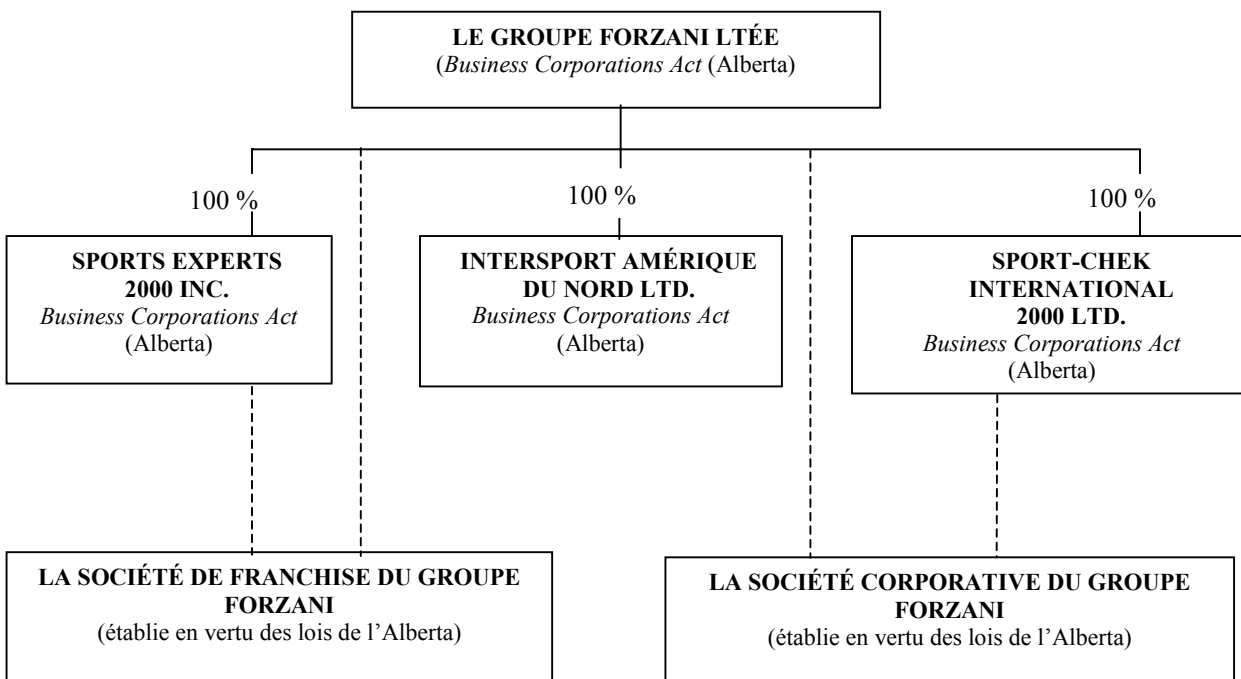 LE GROUPE FORZANI LTÉE
(Business Corporations Act (Alberta)
100 %
100 %
100 %
SPORTS EXPERTS
2000 INC.
Business Corporations Act
(Alberta)
INTERSPORT AMÉRIQUE
DU NORD LTD.
Business Corporations Act
(Alberta)
SPORT-CHEK
INTERNATIONAL
2000 LTD.
Business Corporations Act
(Alberta)
LA SOCIÉTÉ DE FRANCHISE DU GROUPE
FORZANI
(établie en vertu des lois de l’Alberta)
LA SOCIÉTÉ CORPORATIVE DU GROUPE
FORZANI
(établie en vertu des lois de l’Alberta)